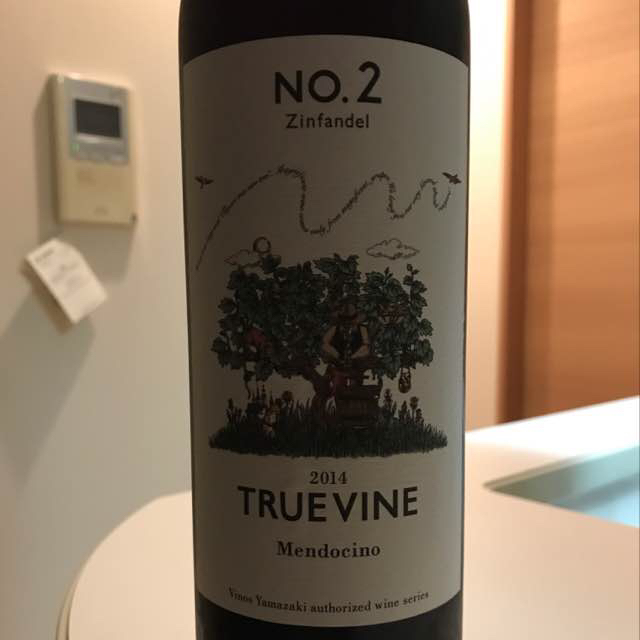 NO. 2
Zinfandel
2014
TRUEVINE
Mendocino
Vinos Yamazaki authorized wine series